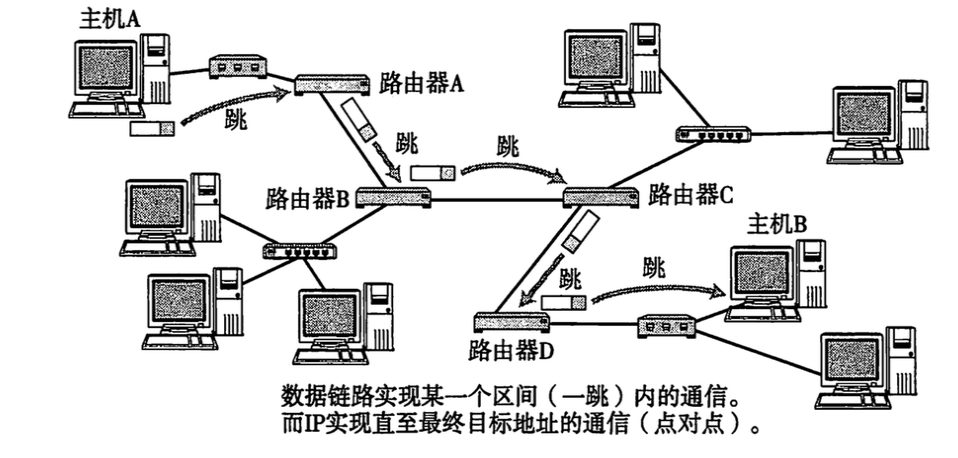 主机A
路由器A
跳
跳
跳
路由器B
路由器C
主机B
跳
跳
路由器D
数据链路实现某一个区间（一跳）内的通信。
而IP实现直至最终目标地址的通信（点对点）。